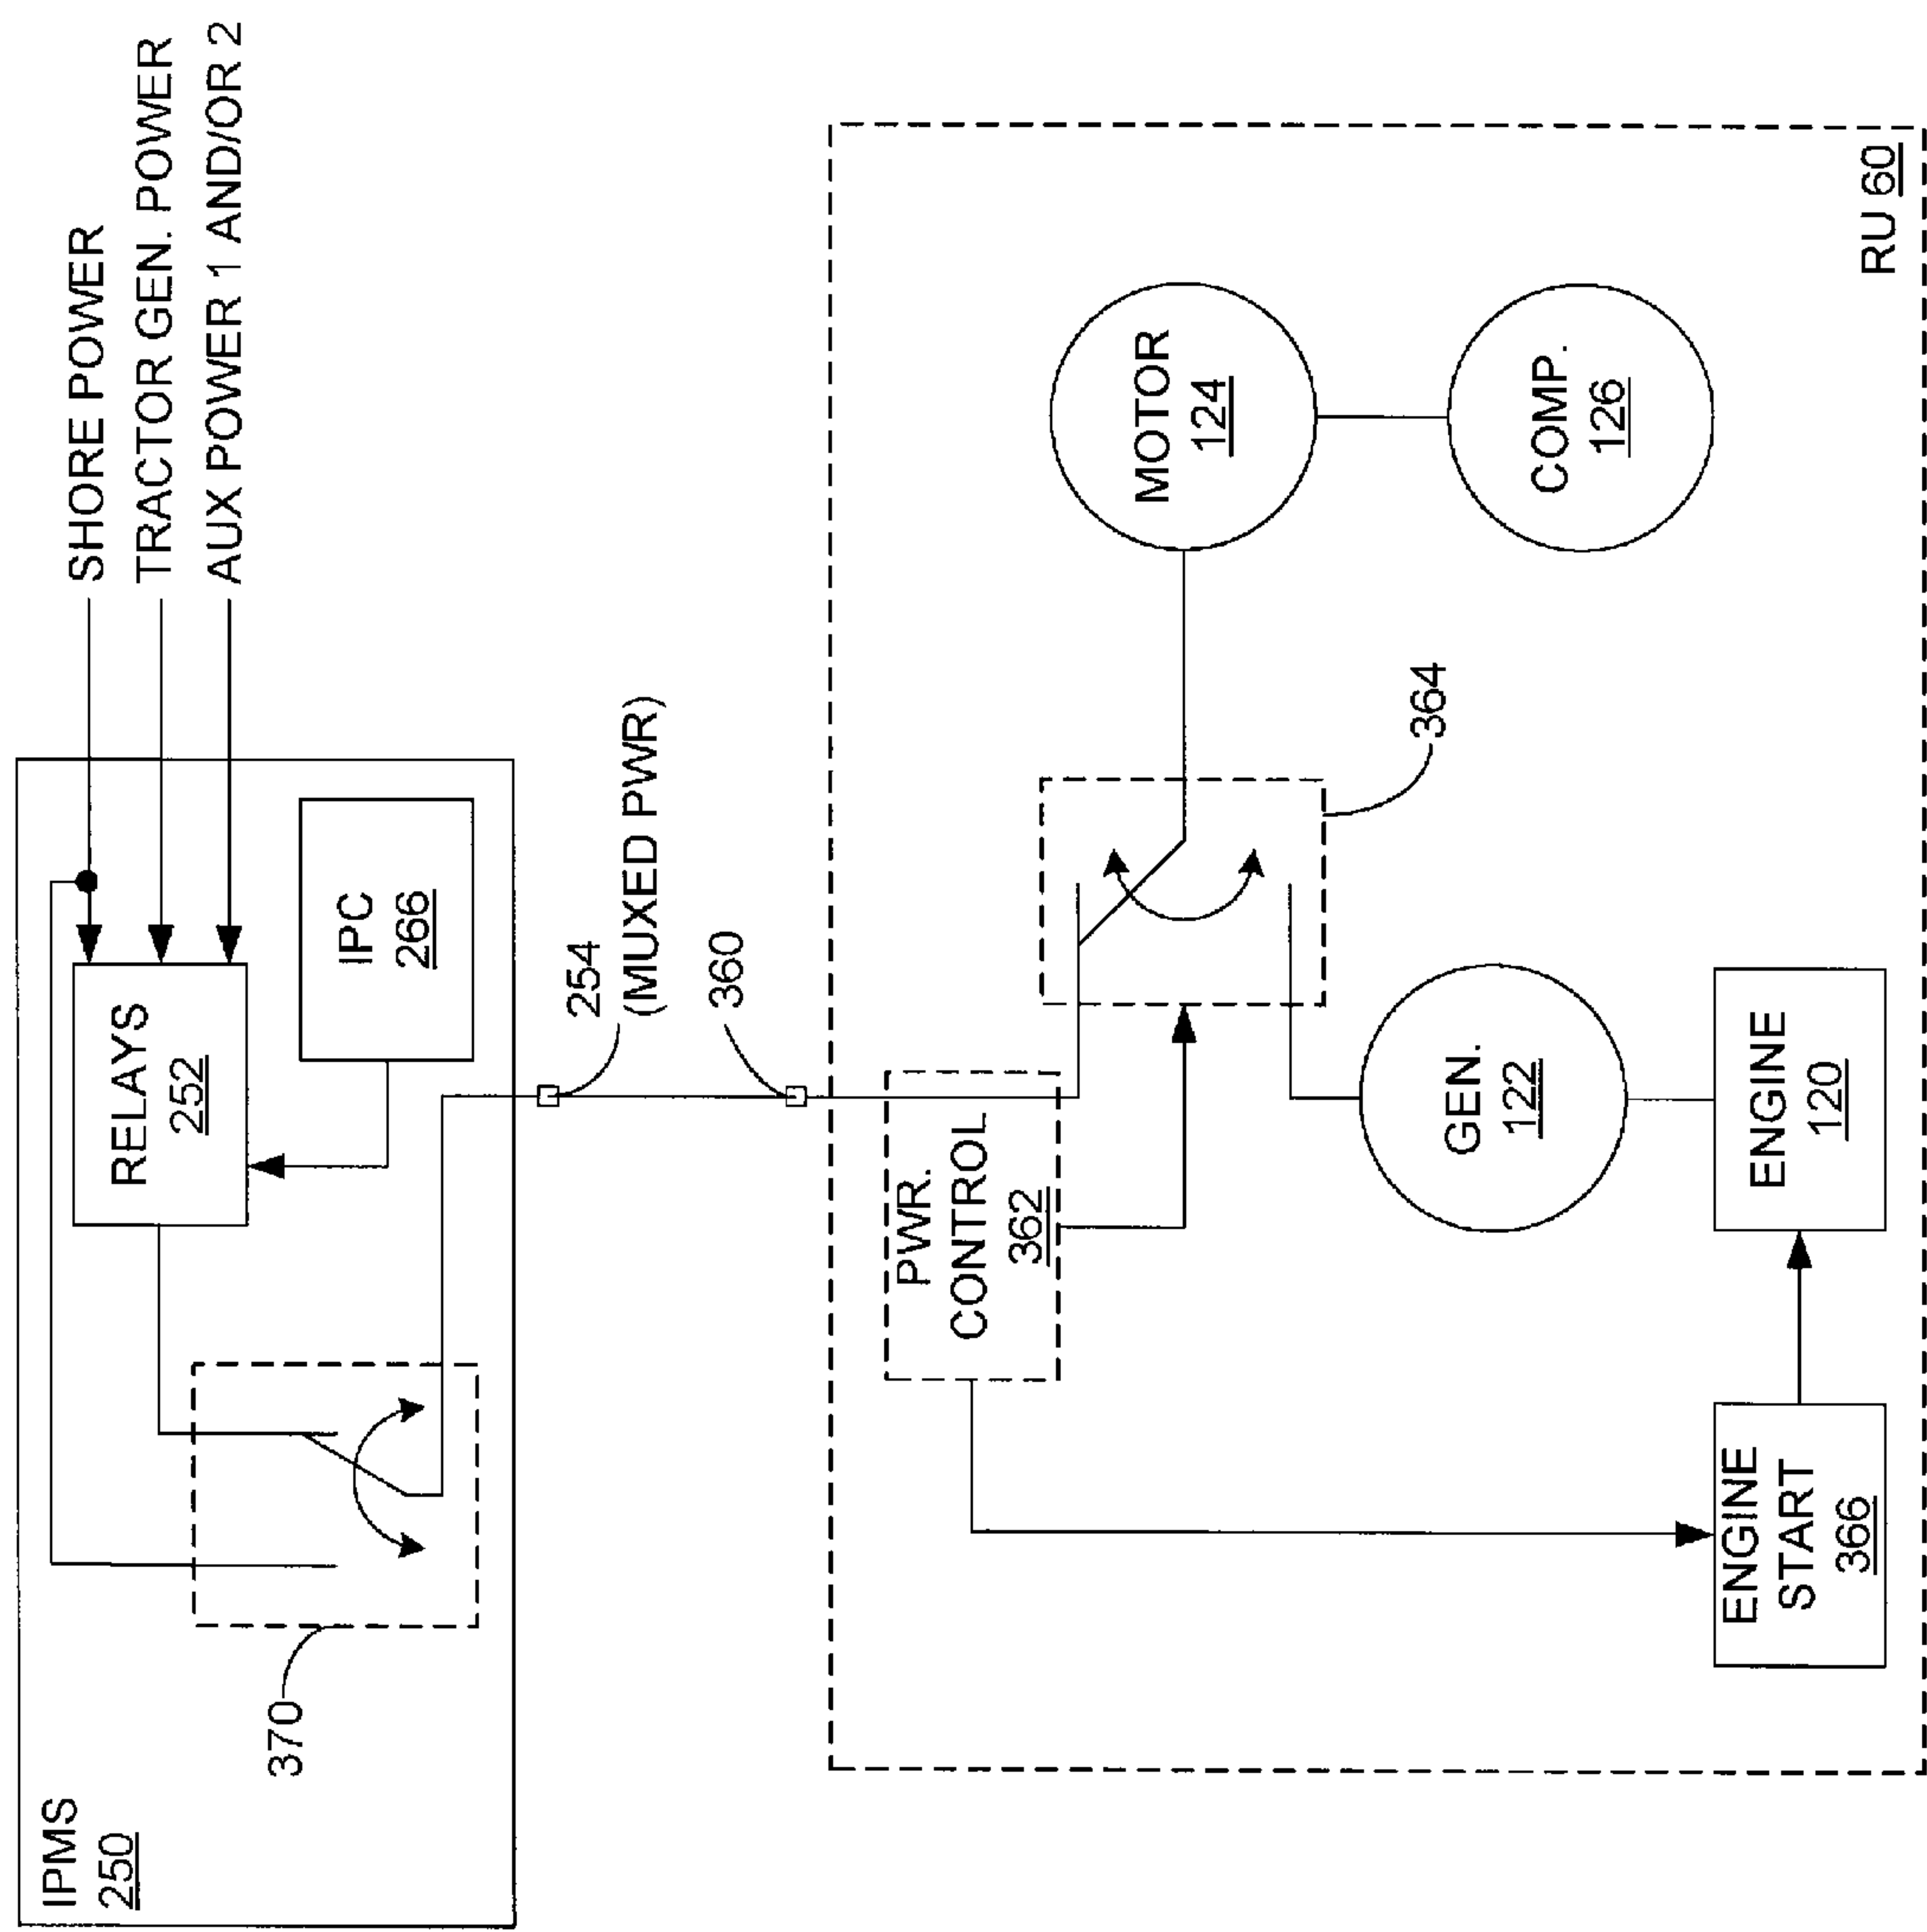 IPMS
250
370
RELAYS
252
IPC
266
SHORE POWER
TRACTOR GEN. POWER
AUX POWER 1 AND/OR 2
254
(MUXED PWR)
360
PWR.
CONTROL
362
364
MOTOR
124
COMP.
126
GEN.
122
ENGINE
START
366
ENGINE
120
RU 60